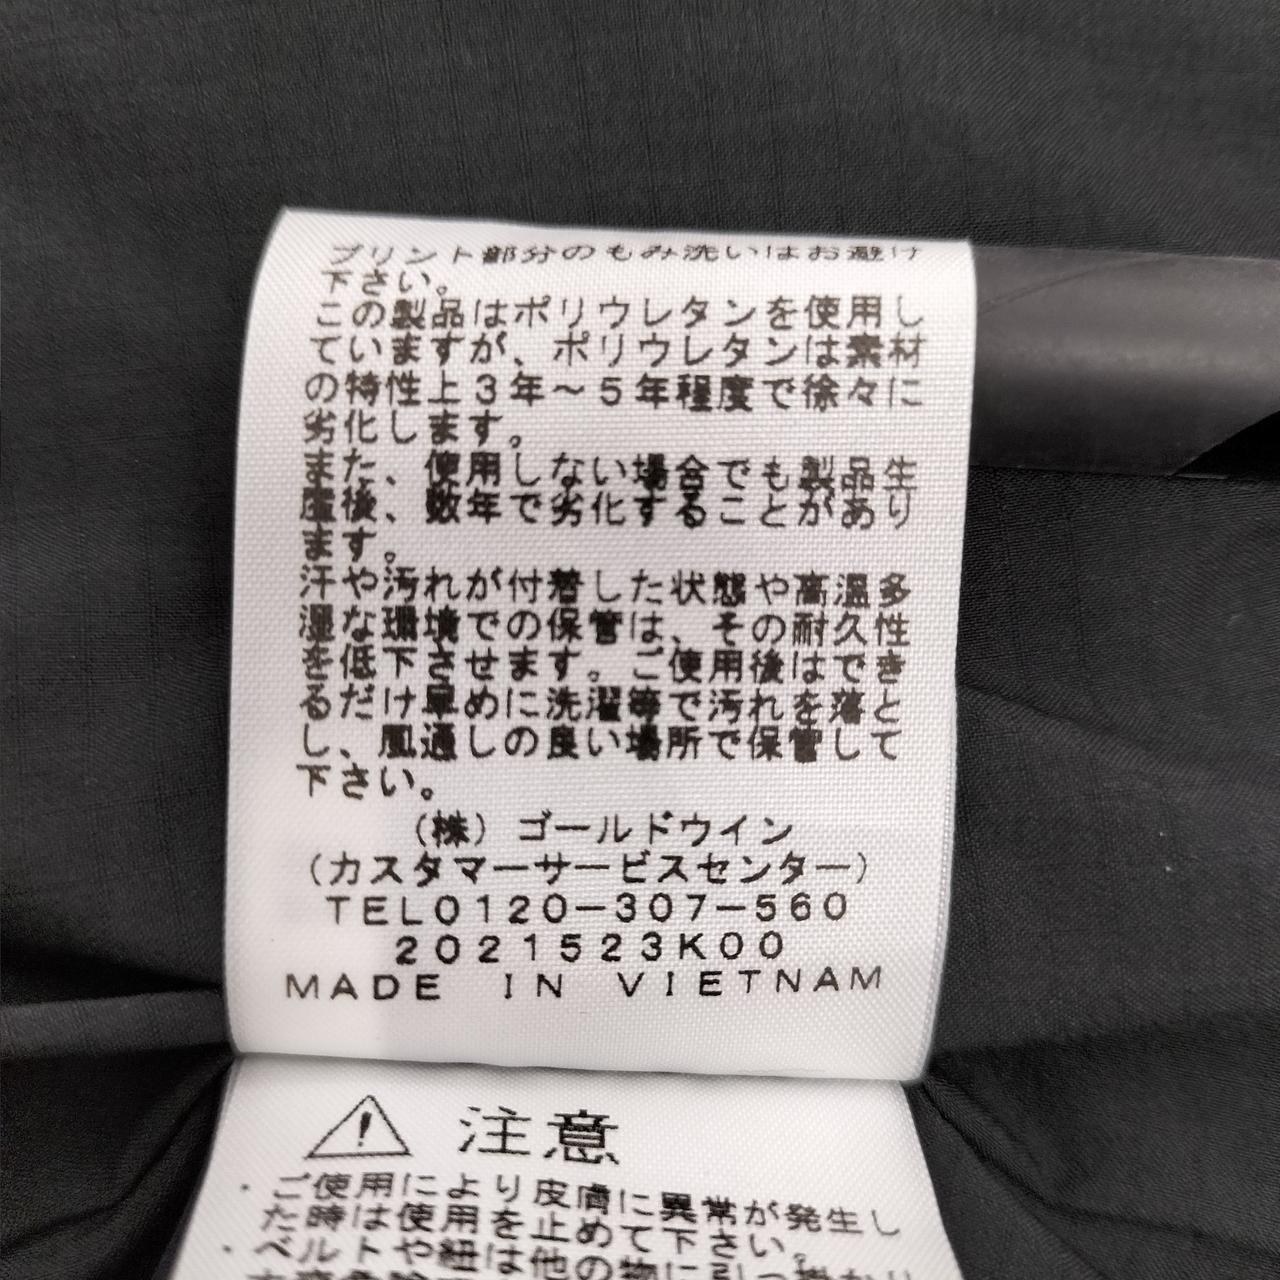 プリント部分のもみ洗いはお避け
下さい。
この製品はポリウレタンを使用し
ていますが、ポリウレタンは素材
の特性上3年～5年程度で徐々に
劣化します。
また、使用しない場合でも製品生
産後、数年で劣化することがあり
ます。
汗や汚れが付着した状態や高温多
湿な環境での保管は、その耐久性
を低下させます。ご使用後はでき
るだけ早めに洗濯等で汚れを落と
し、風通しの良い場所で保管して
下さい。
(株)ゴールドウイン
(カスタマーサービスセンター)
TEL0120-307-560
2021523K00
MADE IN VIETNAM
注意
・ご使用により皮膚に異常が発生し
た時は使用を止めて下さい。
・ベルトや紐は他の物に引っ掛かり